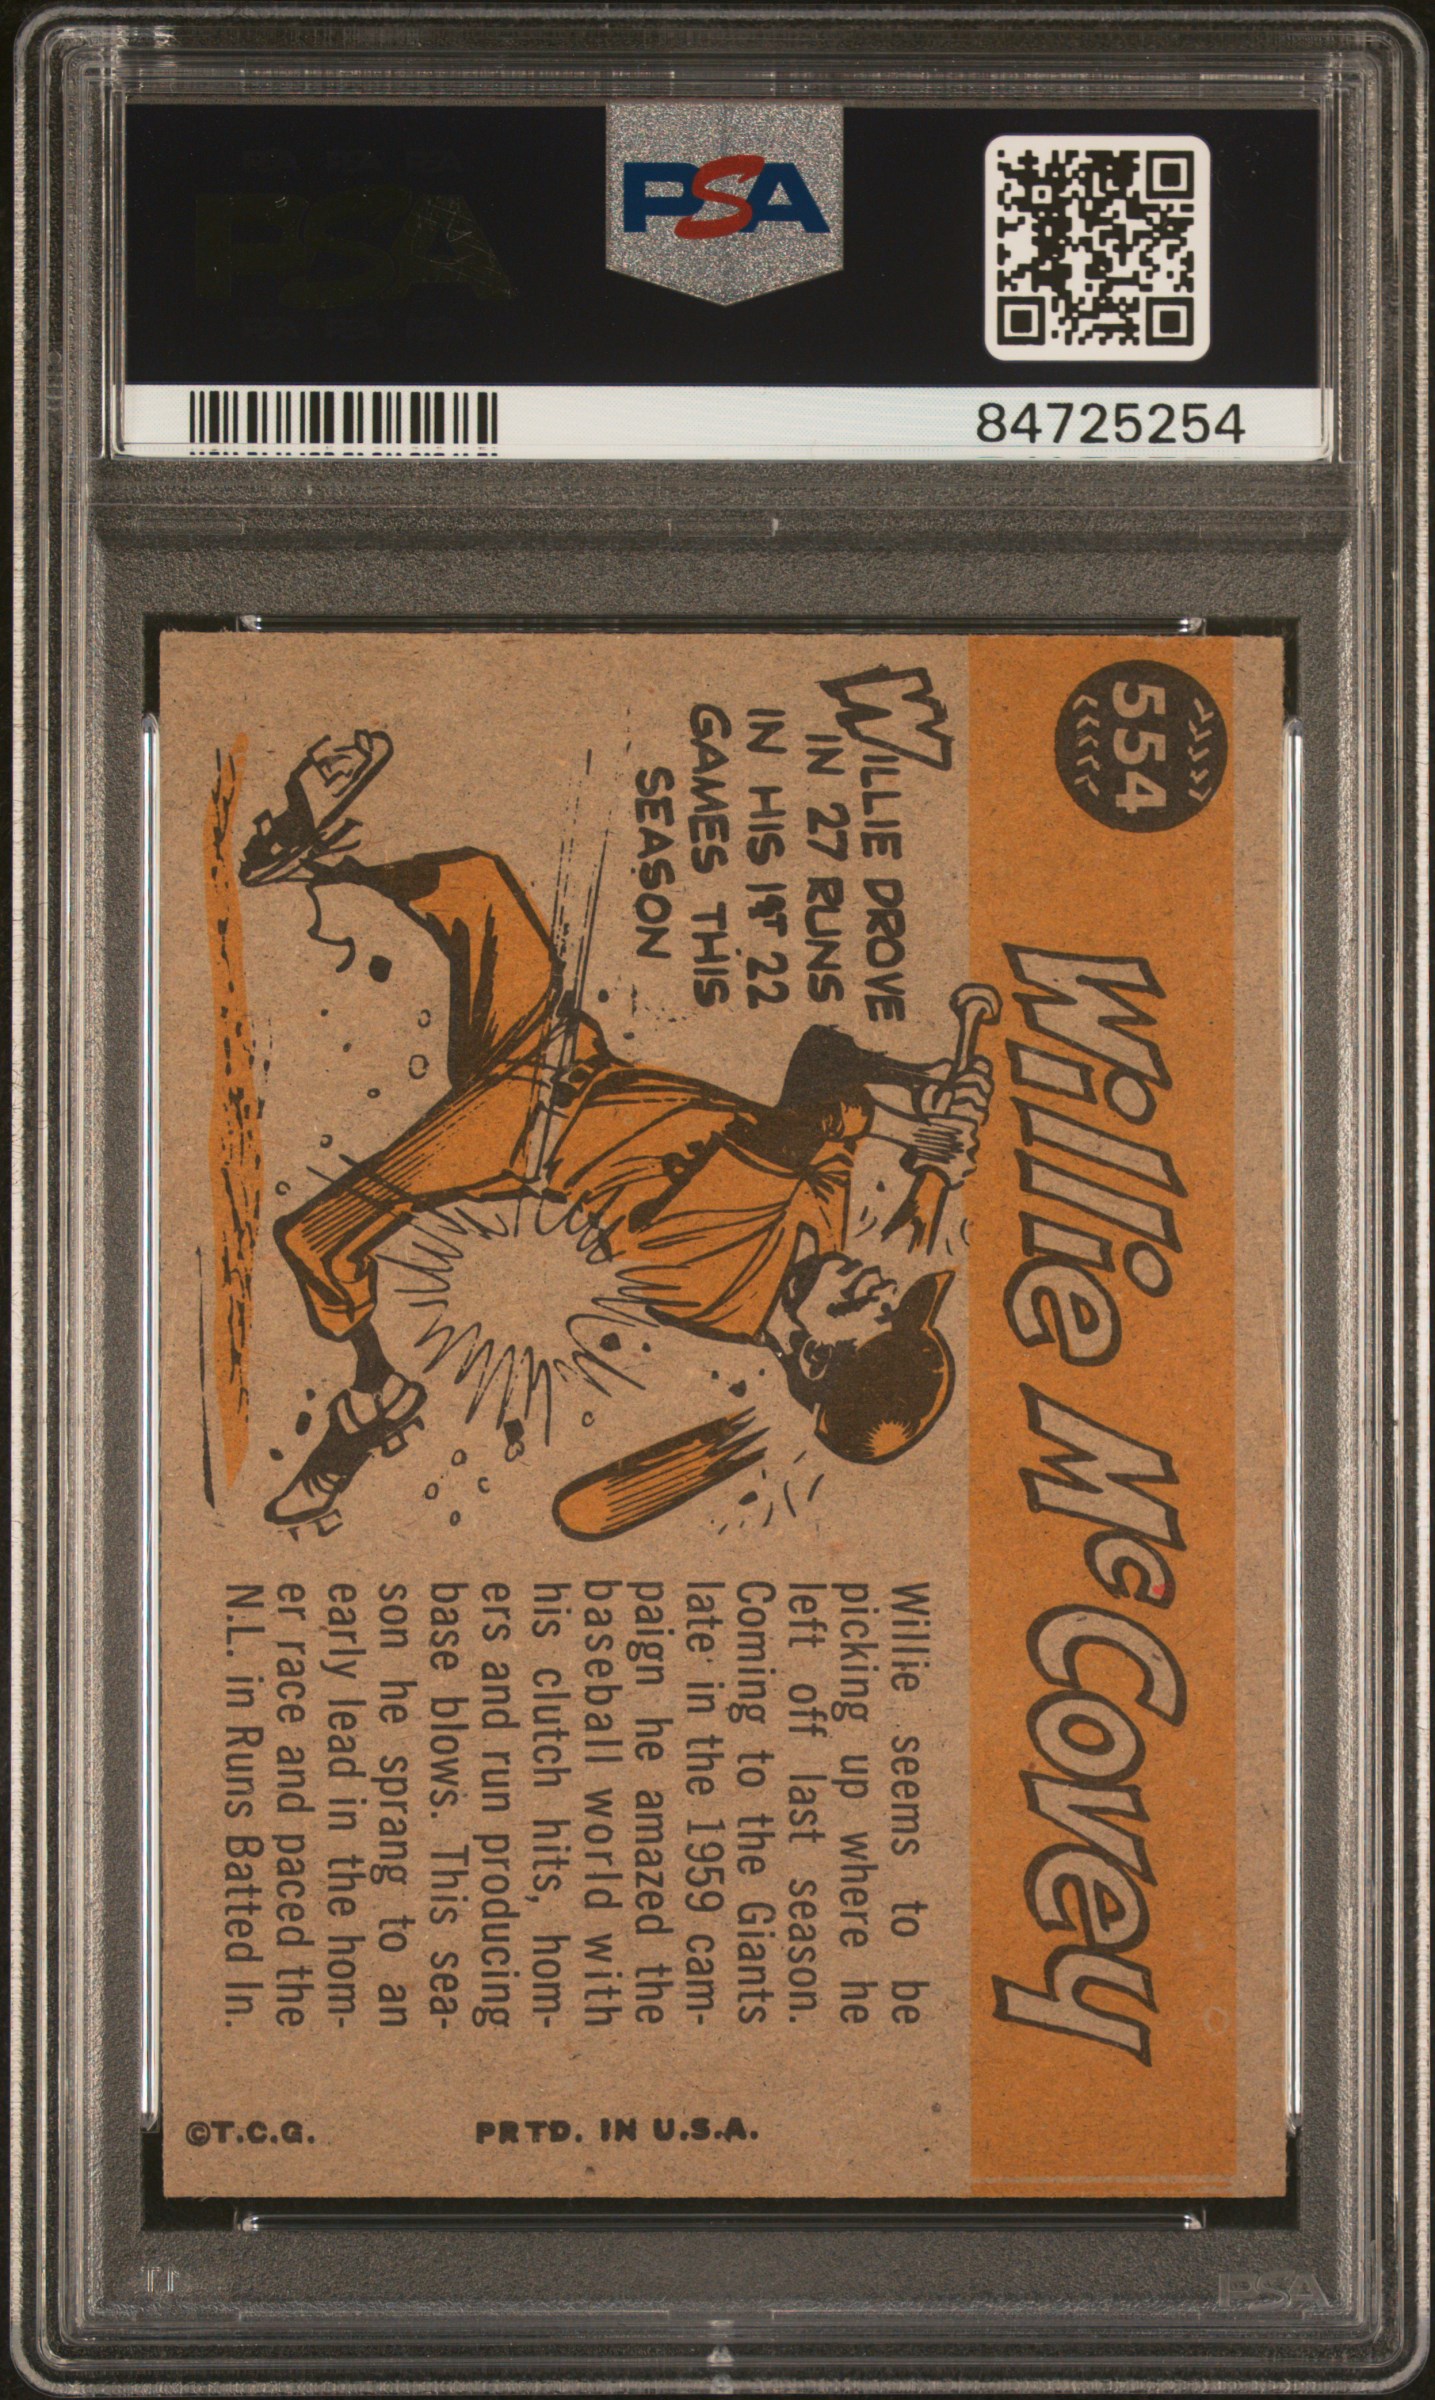 PSA
84725254
554
Willie McCovey
WILLIE DROVE
IN 27 RUNS
IN HIS 1ST 22
GAMES THIS
SEASON
Willie seems to be
picking up where he
left off last season.
Coming to the Giants
late in the 1959 cam-
paign he amazed the
baseball world with
his clutch hits, hom-
ers and run producing
base blows. This sea-
son he sprang to an
early lead in the hom-
er race and paced the
N.L. in Runs Batted In.
©T.C.G.
PRTD. IN U.S.A.
PSA